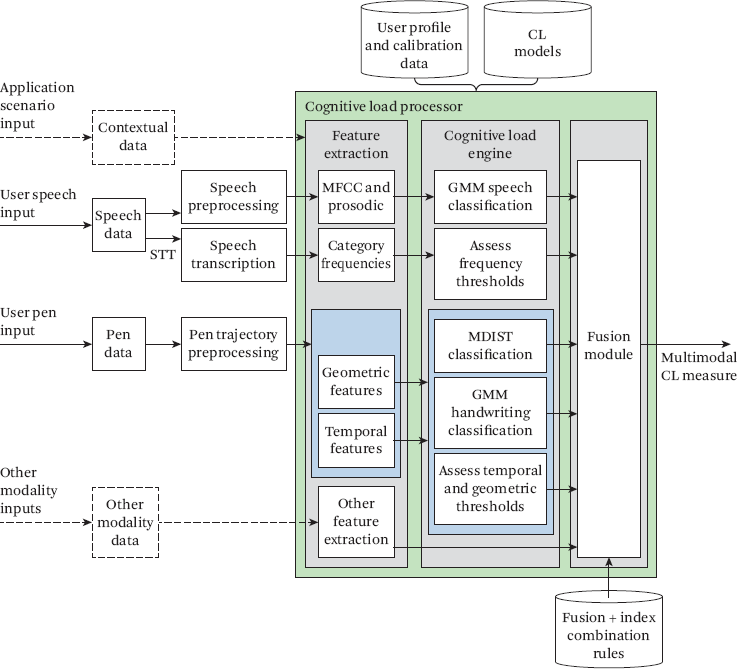 User profile
and calibration
data
CL
models
Application
scenario
input
Contextual
data
Cognitive load processor
Feature
extraction
Cognitive load
engine
User speech
input
Speech
data
STT
Speech
preprocessing
Speech
transcription
MFCC and
prosodic
Category
frequencies
GMM speech
classification
Assess
frequency
thresholds
User pen
input
Pen
data
Pen trajectory
preprocessing
Geometric
features
Temporal
features
MDIST
classification
GMM
handwriting
classification
Assess temporal
and geometric
thresholds
Fusion
module
Multimodal
CL measure
Other
modality
inputs
Other
modality
data
Other
feature
extraction
Fusion + index
combination
rules